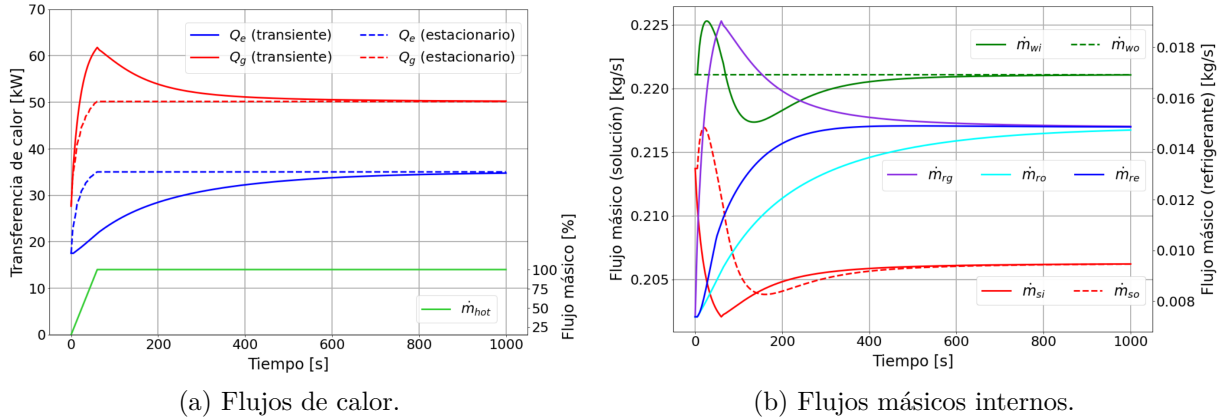 70
60
50
40
30
20
10
0
Transferencia de calor [kW]
Q_e (transiente)
Q_g (transiente)
Q_e (estacionario)
Q_g (estacionario)
ṁ_hot
100
75
50
25
Flujo másico [%]
0 200 400 600 800 1000
Tiempo [s]
(a) Flujos de calor.
0.225
0.220
0.215
0.210
0.205
Flujo másico (solución) [kg/s]
ṁ_wi ṁ_wo
ṁ_rg ṁ_ro ṁ_re
ṁ_si ṁ_so
0.018
0.016
0.014
0.012
0.010
0.008
Flujo másico (refrigerante) [kg/s]
0 200 400 600 800 1000
Tiempo [s]
(b) Flujos másicos internos.